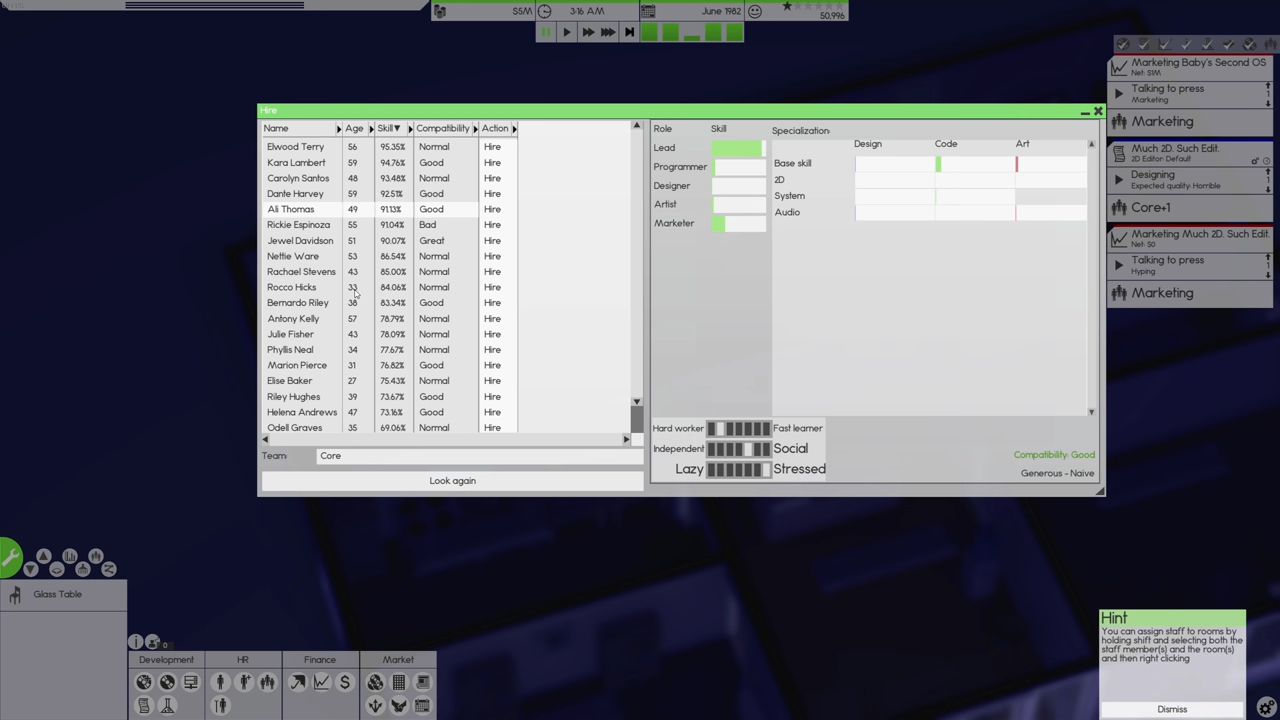 $5M
3:16 AM
June 1982
50,996
Hire
Name Age Skill▼ Compatibility Action
Elwood Terry 56 95.35% Normal Hire
Kara Lambert 59 94.76% Good Hire
Carolyn Santos 48 93.48% Normal Hire
Dante Harvey 59 92.51% Good Hire
Ali Thomas 49 91.13% Good Hire
Rickie Espinoza 55 91.04% Bad Hire
Jewel Davidson 51 90.07% Great Hire
Nettie Ware 53 86.54% Normal Hire
Rachael Stevens 43 85.00% Normal Hire
Rocco Hicks 33 84.06% Normal Hire
Bernardo Riley 38 83.34% Good Hire
Antony Kelly 57 78.79% Normal Hire
Julie Fisher 43 78.09% Normal Hire
Phyllis Neal 34 77.67% Normal Hire
Marion Pierce 31 76.82% Good Hire
Elise Baker 27 75.43% Normal Hire
Riley Hughes 39 73.67% Good Hire
Helena Andrews 47 73.16% Good Hire
Odell Graves 35 69.06% Normal Hire
Team: Core
Look again
Role Skill
Lead
Programmer
Designer
Artist
Marketer
Specialization:
Design Code Art
Base skill
2D
System
Audio
Hard worker Fast learner
Independent Social
Lazy Stressed
Compatibility: Good
Generous - Naive
Marketing Baby's Second OS
Net: $1M
Talking to press
Marketing
1
Marketing
Much 2D. Such Edit.
2D Editor: Default
Designing
Expected quality: Horrible
1
Core+1
Marketing Much 2D. Such Edit.
Net: $0
Talking to press
Hyping
1
Marketing
Glass Table
0
Development HR Finance Market
Hint
You can assign staff to rooms by
holding shift and selecting both the
staff member(s) and the room(s)
and then right clicking
Dismiss